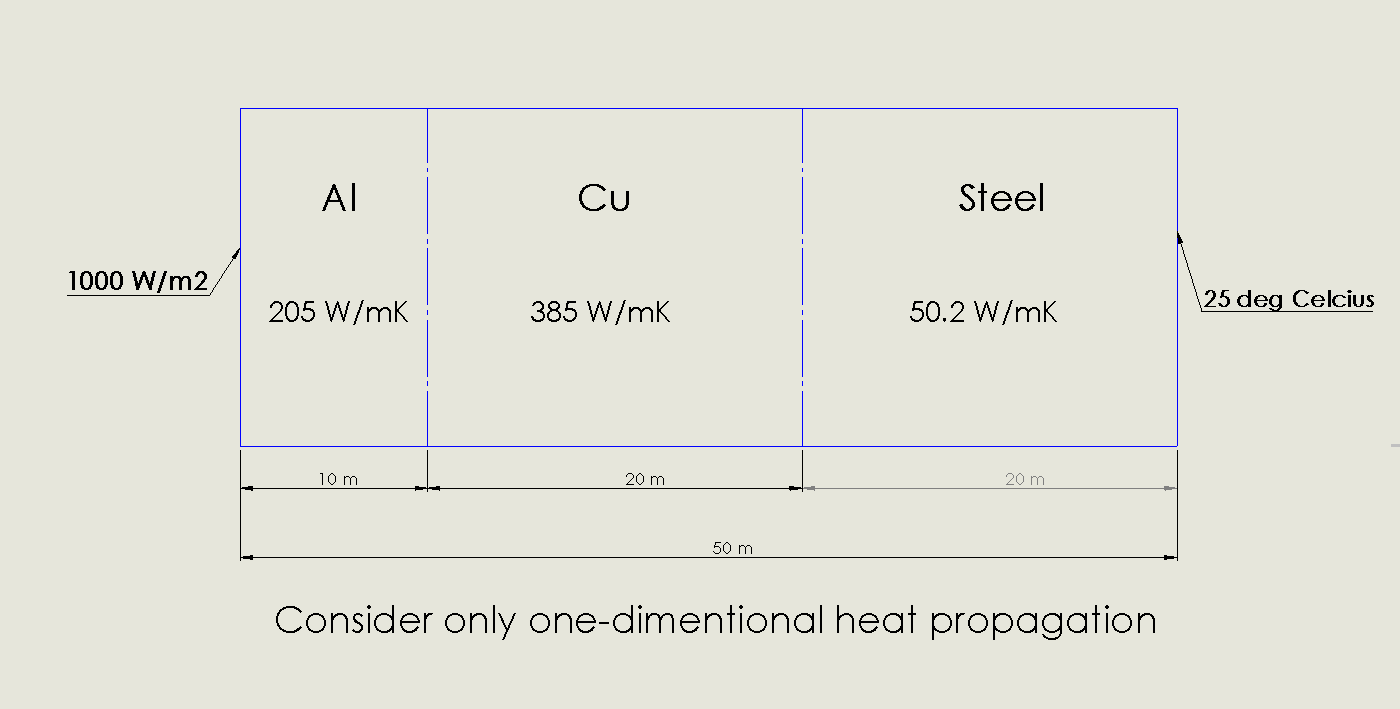 Al
Cu
Steel
1000 W/m2
205 W/mK
385 W/mK
50.2 W/mK
25 deg Celcius
10 m
20 m
20 m
50 m
Consider only one-dimentional heat propagation